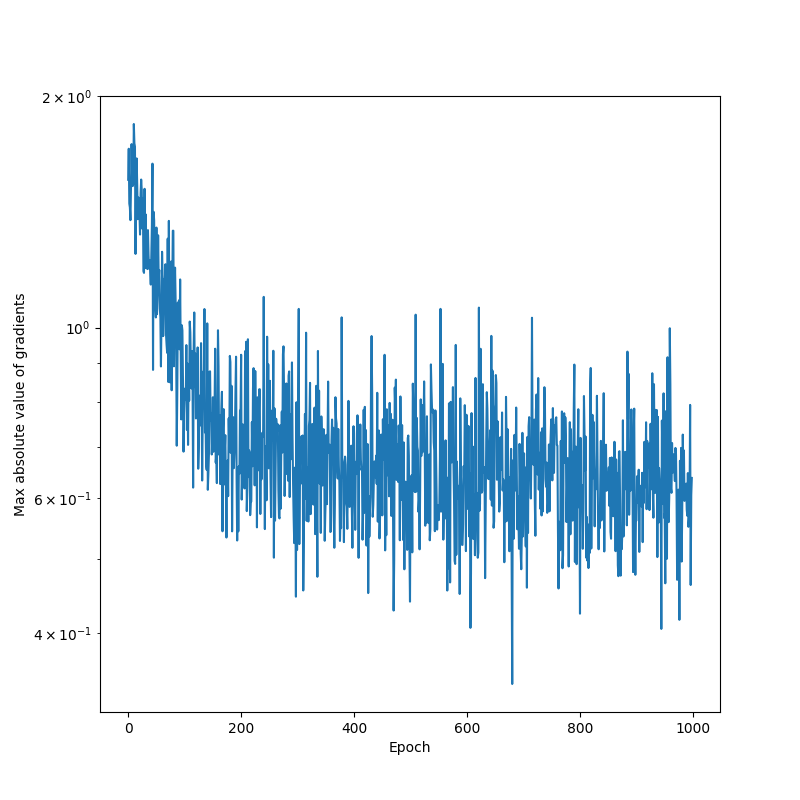 Max absolute value of gradients
2 × 10⁰
10⁰
6 × 10⁻¹
4 × 10⁻¹
0 200 400 600 800 1000
Epoch